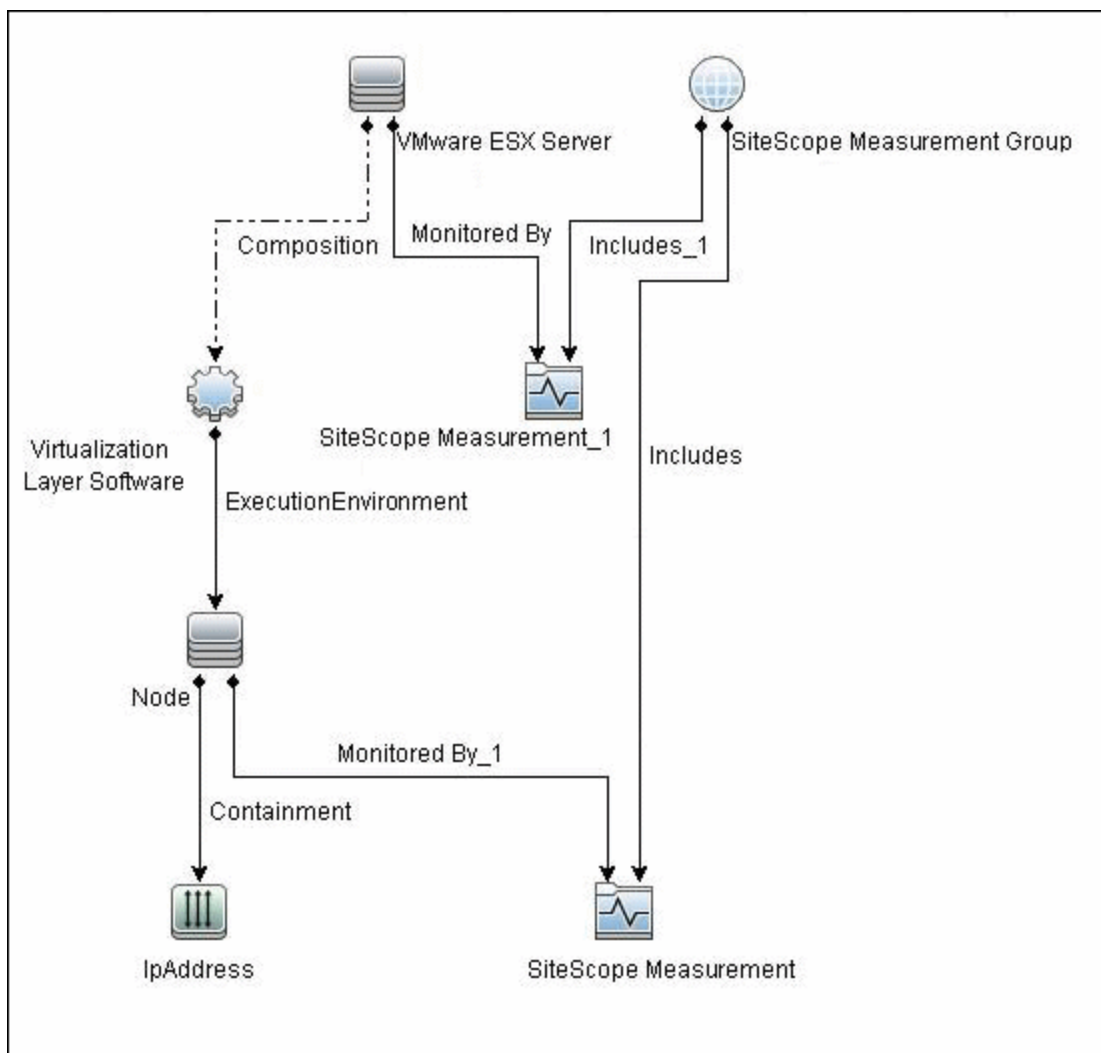 VMware ESX Server
SiteScope Measurement Group
Composition
Monitored By
Includes_1
SiteScope Measurement_1
Virtualization
Layer Software
Includes
ExecutionEnvironment
Node
Monitored By_1
Containment
IpAddress
SiteScope Measurement